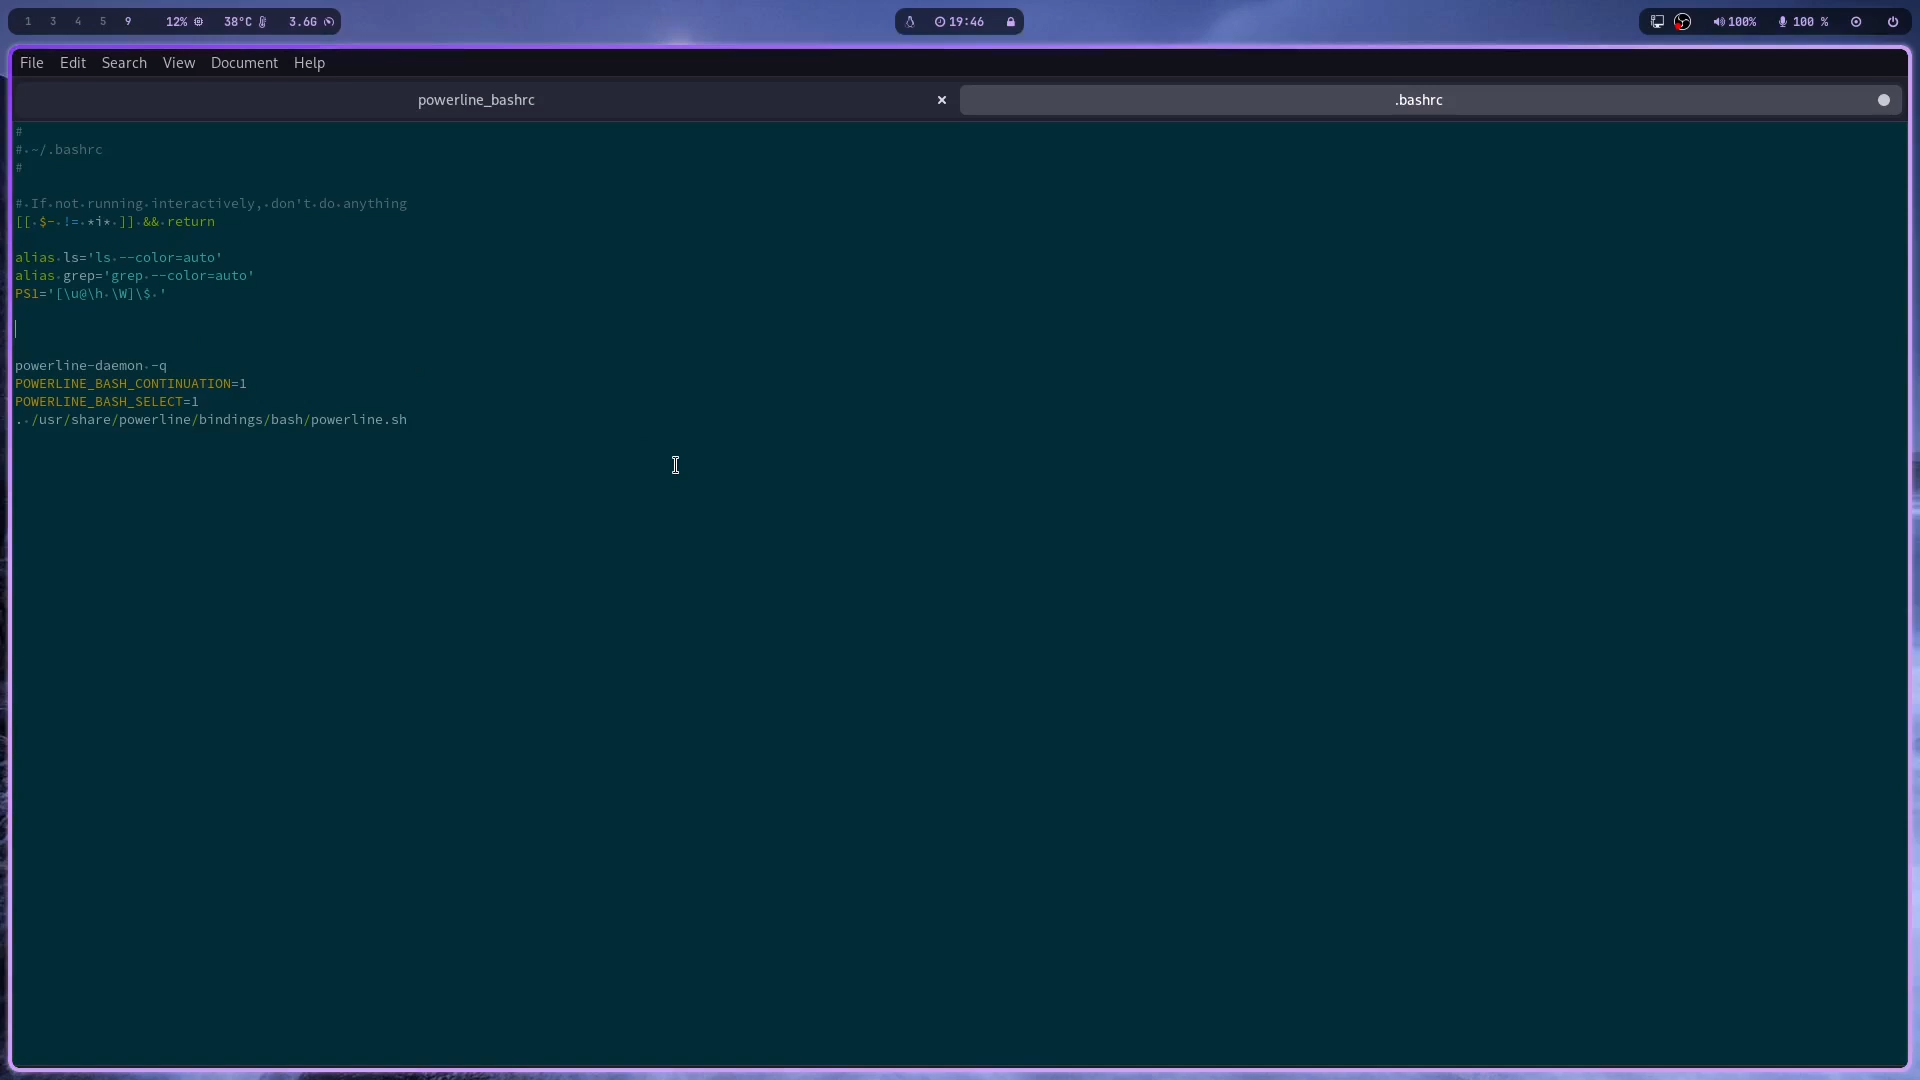 1 3 4 5 9 12% 38°C 3.6G 19:46 100% 100 %
File Edit Search View Document Help
powerline_bashrc .bashrc
#
# ~/.bashrc
#
# If not running interactively, don't do anything
[[ $- != *i* ]] && return
alias ls='ls --color=auto'
alias grep='grep --color=auto'
PS1='[\u@\h \W]\$ '
powerline-daemon -q
POWERLINE_BASH_CONTINUATION=1
POWERLINE_BASH_SELECT=1
. /usr/share/powerline/bindings/bash/powerline.sh